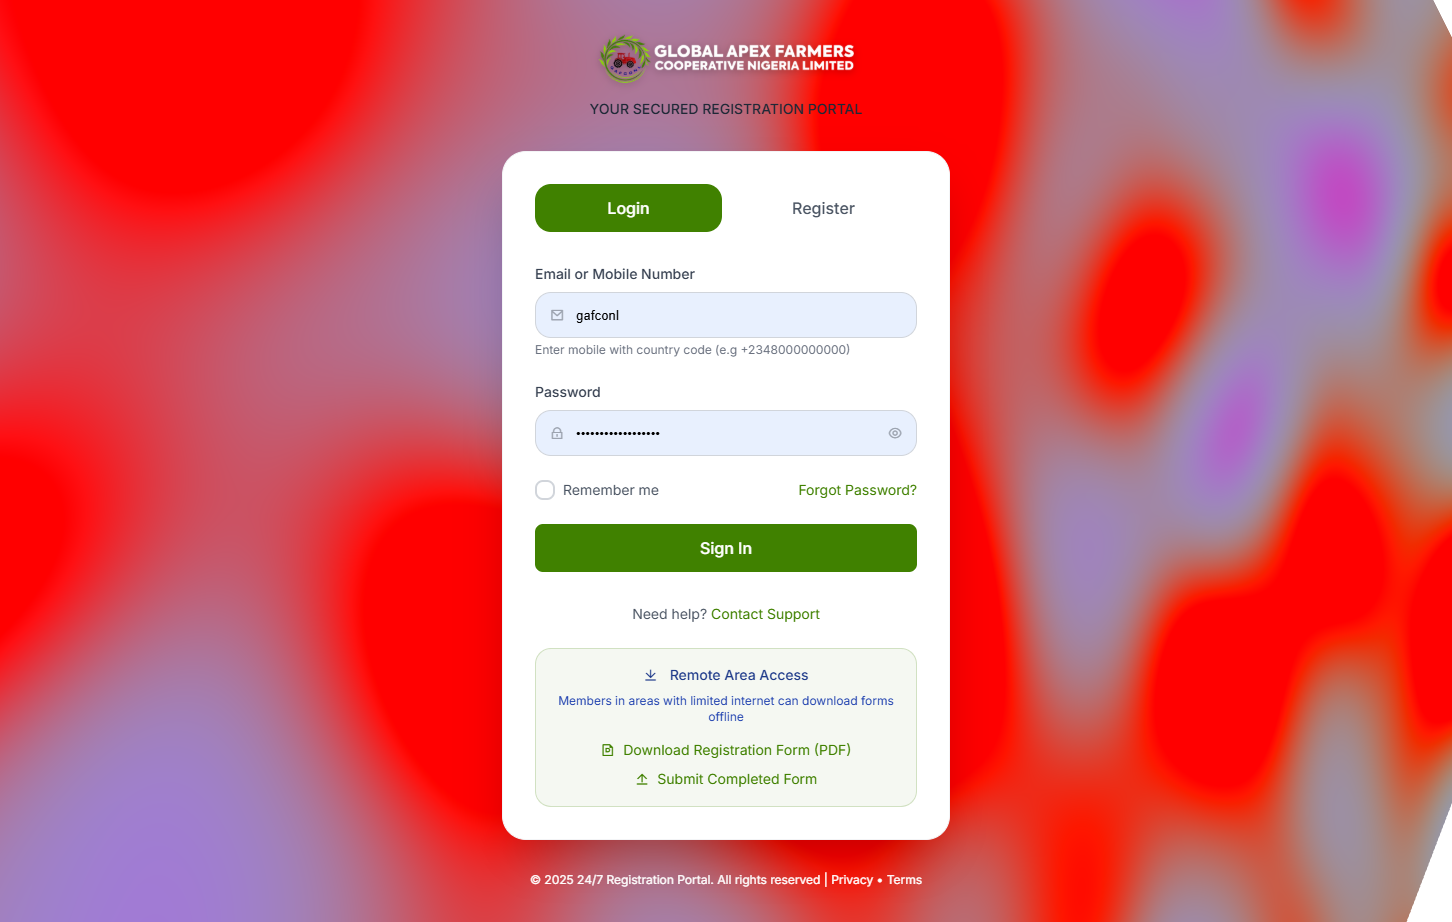 GLOBAL APEX FARMERS
COOPERATIVE NIGERIA LIMITED
YOUR SECURED REGISTRATION PORTAL
Login
Register
Email or Mobile Number
gafconl
Enter mobile with country code (e.g +2348000000000)
Password
••••••••••••••••••
Remember me
Forgot Password?
Sign In
Need help? Contact Support
Remote Area Access
Members in areas with limited internet can download forms
offline
Download Registration Form (PDF)
Submit Completed Form
© 2025 24/7 Registration Portal. All rights reserved | Privacy • Terms